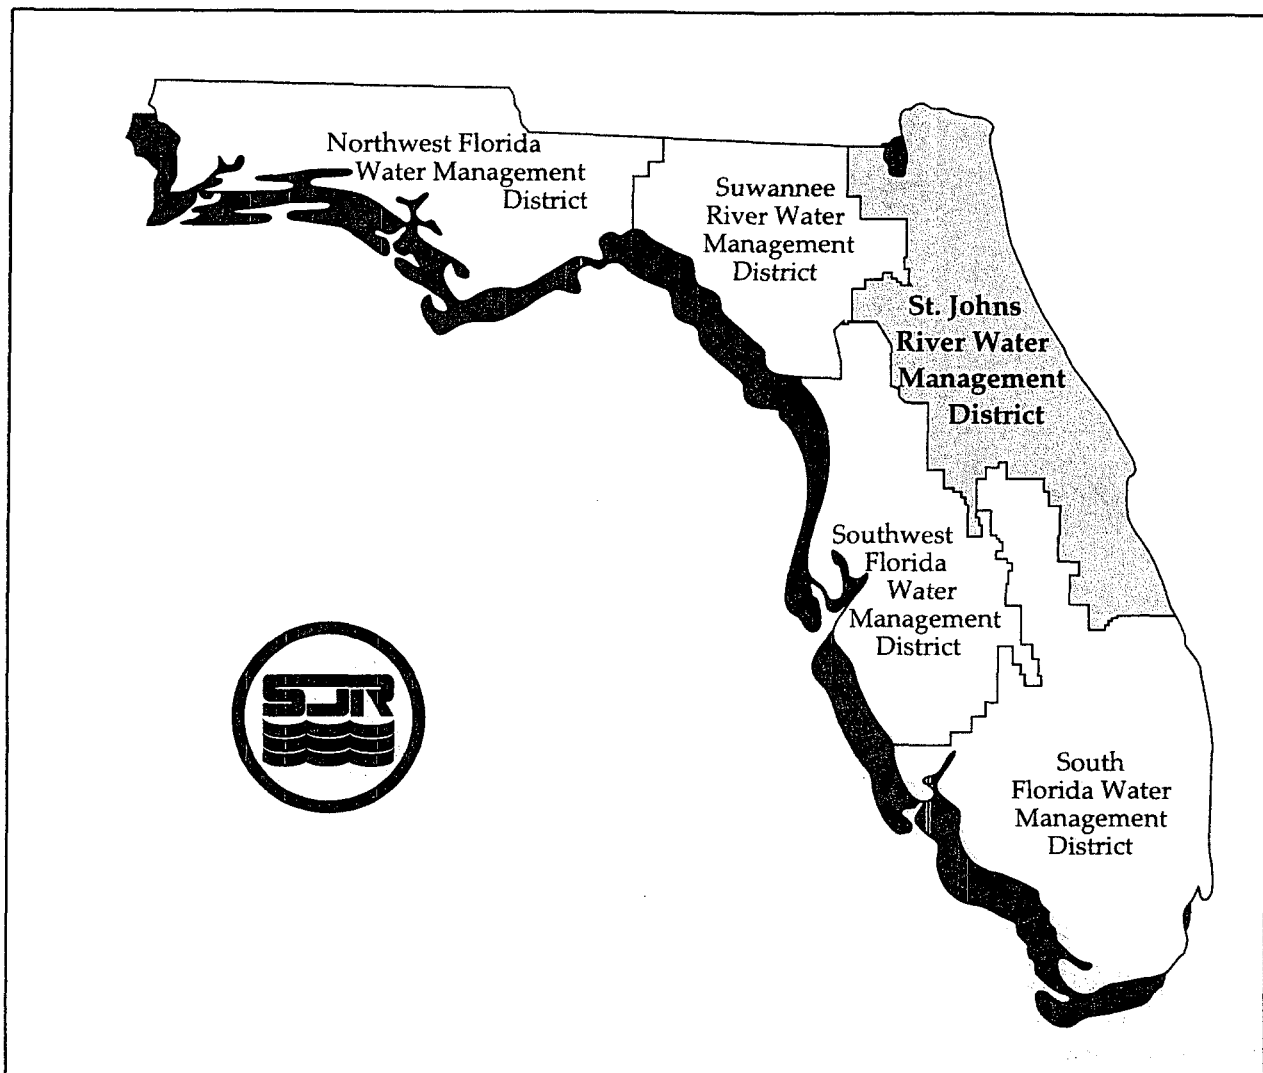 Northwest Florida
Water Management
District
Suwannee
River Water
Management
District
St. Johns
River Water
Management
District
Southwest
Florida
Water
Management
District
SJR
South
Florida Water
Management
District